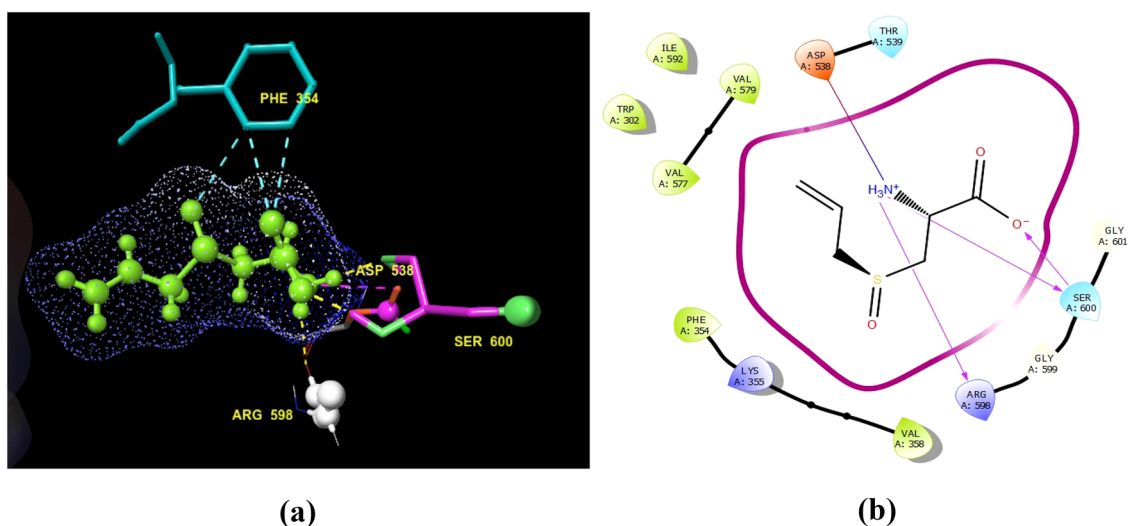 PHE 354
ASP 538
SER 600
ARG 598
(a)
THR
A: 539
ILE
A: 592
ASP
A: 538
VAL
A: 579
TRP
A: 302
VAL
A: 577
O
H₃N⁺
O⁻
GLY
A: 601
S
SER
A: 600
O
PHE
A: 354
GLY
A: 599
LYS
A: 355
ARG
A: 598
VAL
A: 358
(b)